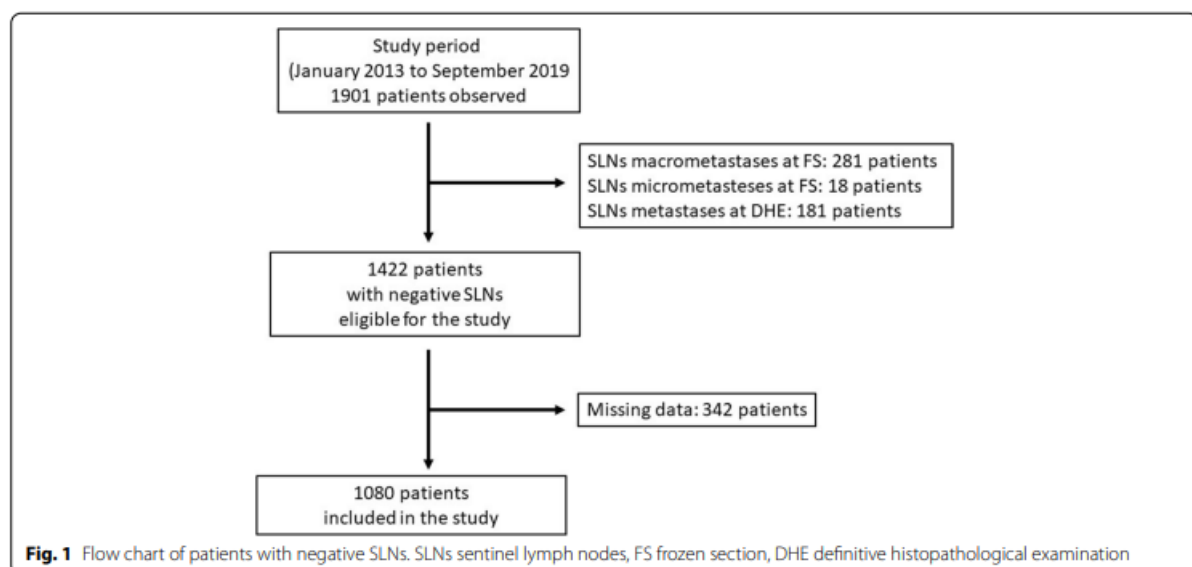 Study period
(January 2013 to September 2019
1901 patients observed
SLNs macrometastases at FS: 281 patients
SLNs micrometasteses at FS: 18 patients
SLNs metastases at DHE: 181 patients
1422 patients
with negative SLNs
eligible for the study
Missing data: 342 patients
1080 patients
included in the study
Fig. 1 Flow chart of patients with negative SLNs. SLNs sentinel lymph nodes, FS frozen section, DHE definitive histopathological examination